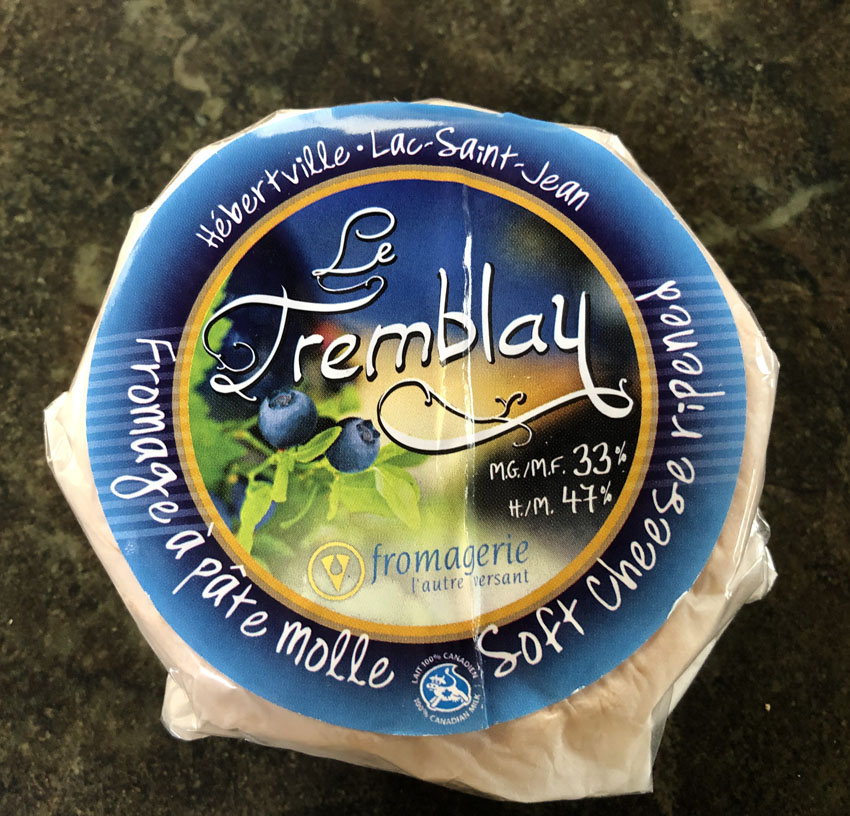 Hébertville • Lac-Saint-Jean
Le
Tremblay
M.G./M.F. 33%
H./M. 47%
fromagerie
l'autre versant
Fromage à pâte molle
Soft cheese ripened
LAIT 100% CANADIEN
100% CANADIAN MILK